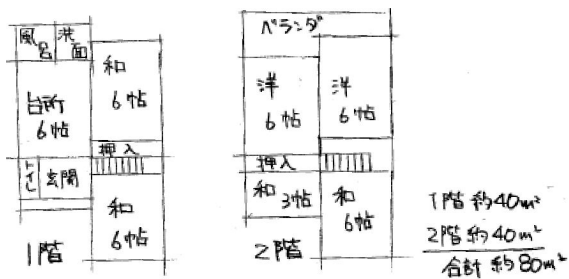 風呂
洗面
和
6帖
台所
6帖
押入
トイレ
玄関
和
6帖
1階
ベランダ
洋
6帖
洋
6帖
押入
和 3帖
和
6帖
2階
1階 約40m²
2階 約40m²
合計 約80m²